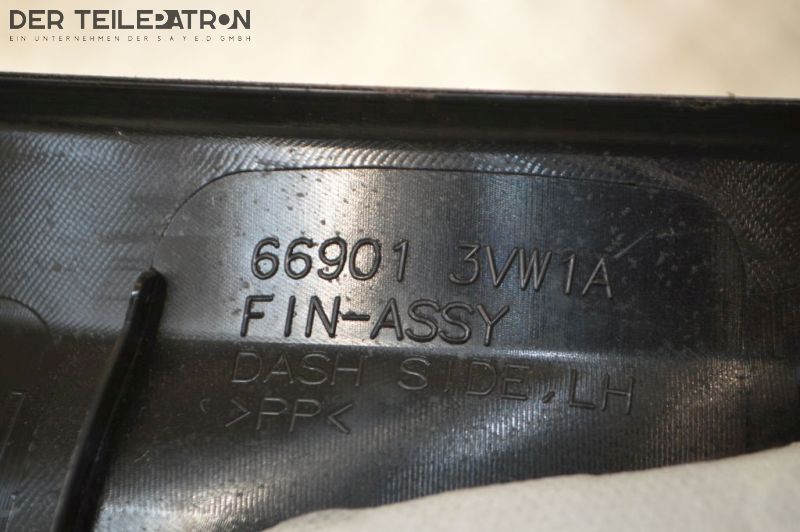 DER TEILEPATRON
EIN UNTERNEHMEN DER S A Y E.D GMBH
66901 3VW1A
FIN-ASSY
DASH SIDE,LH
>PP<